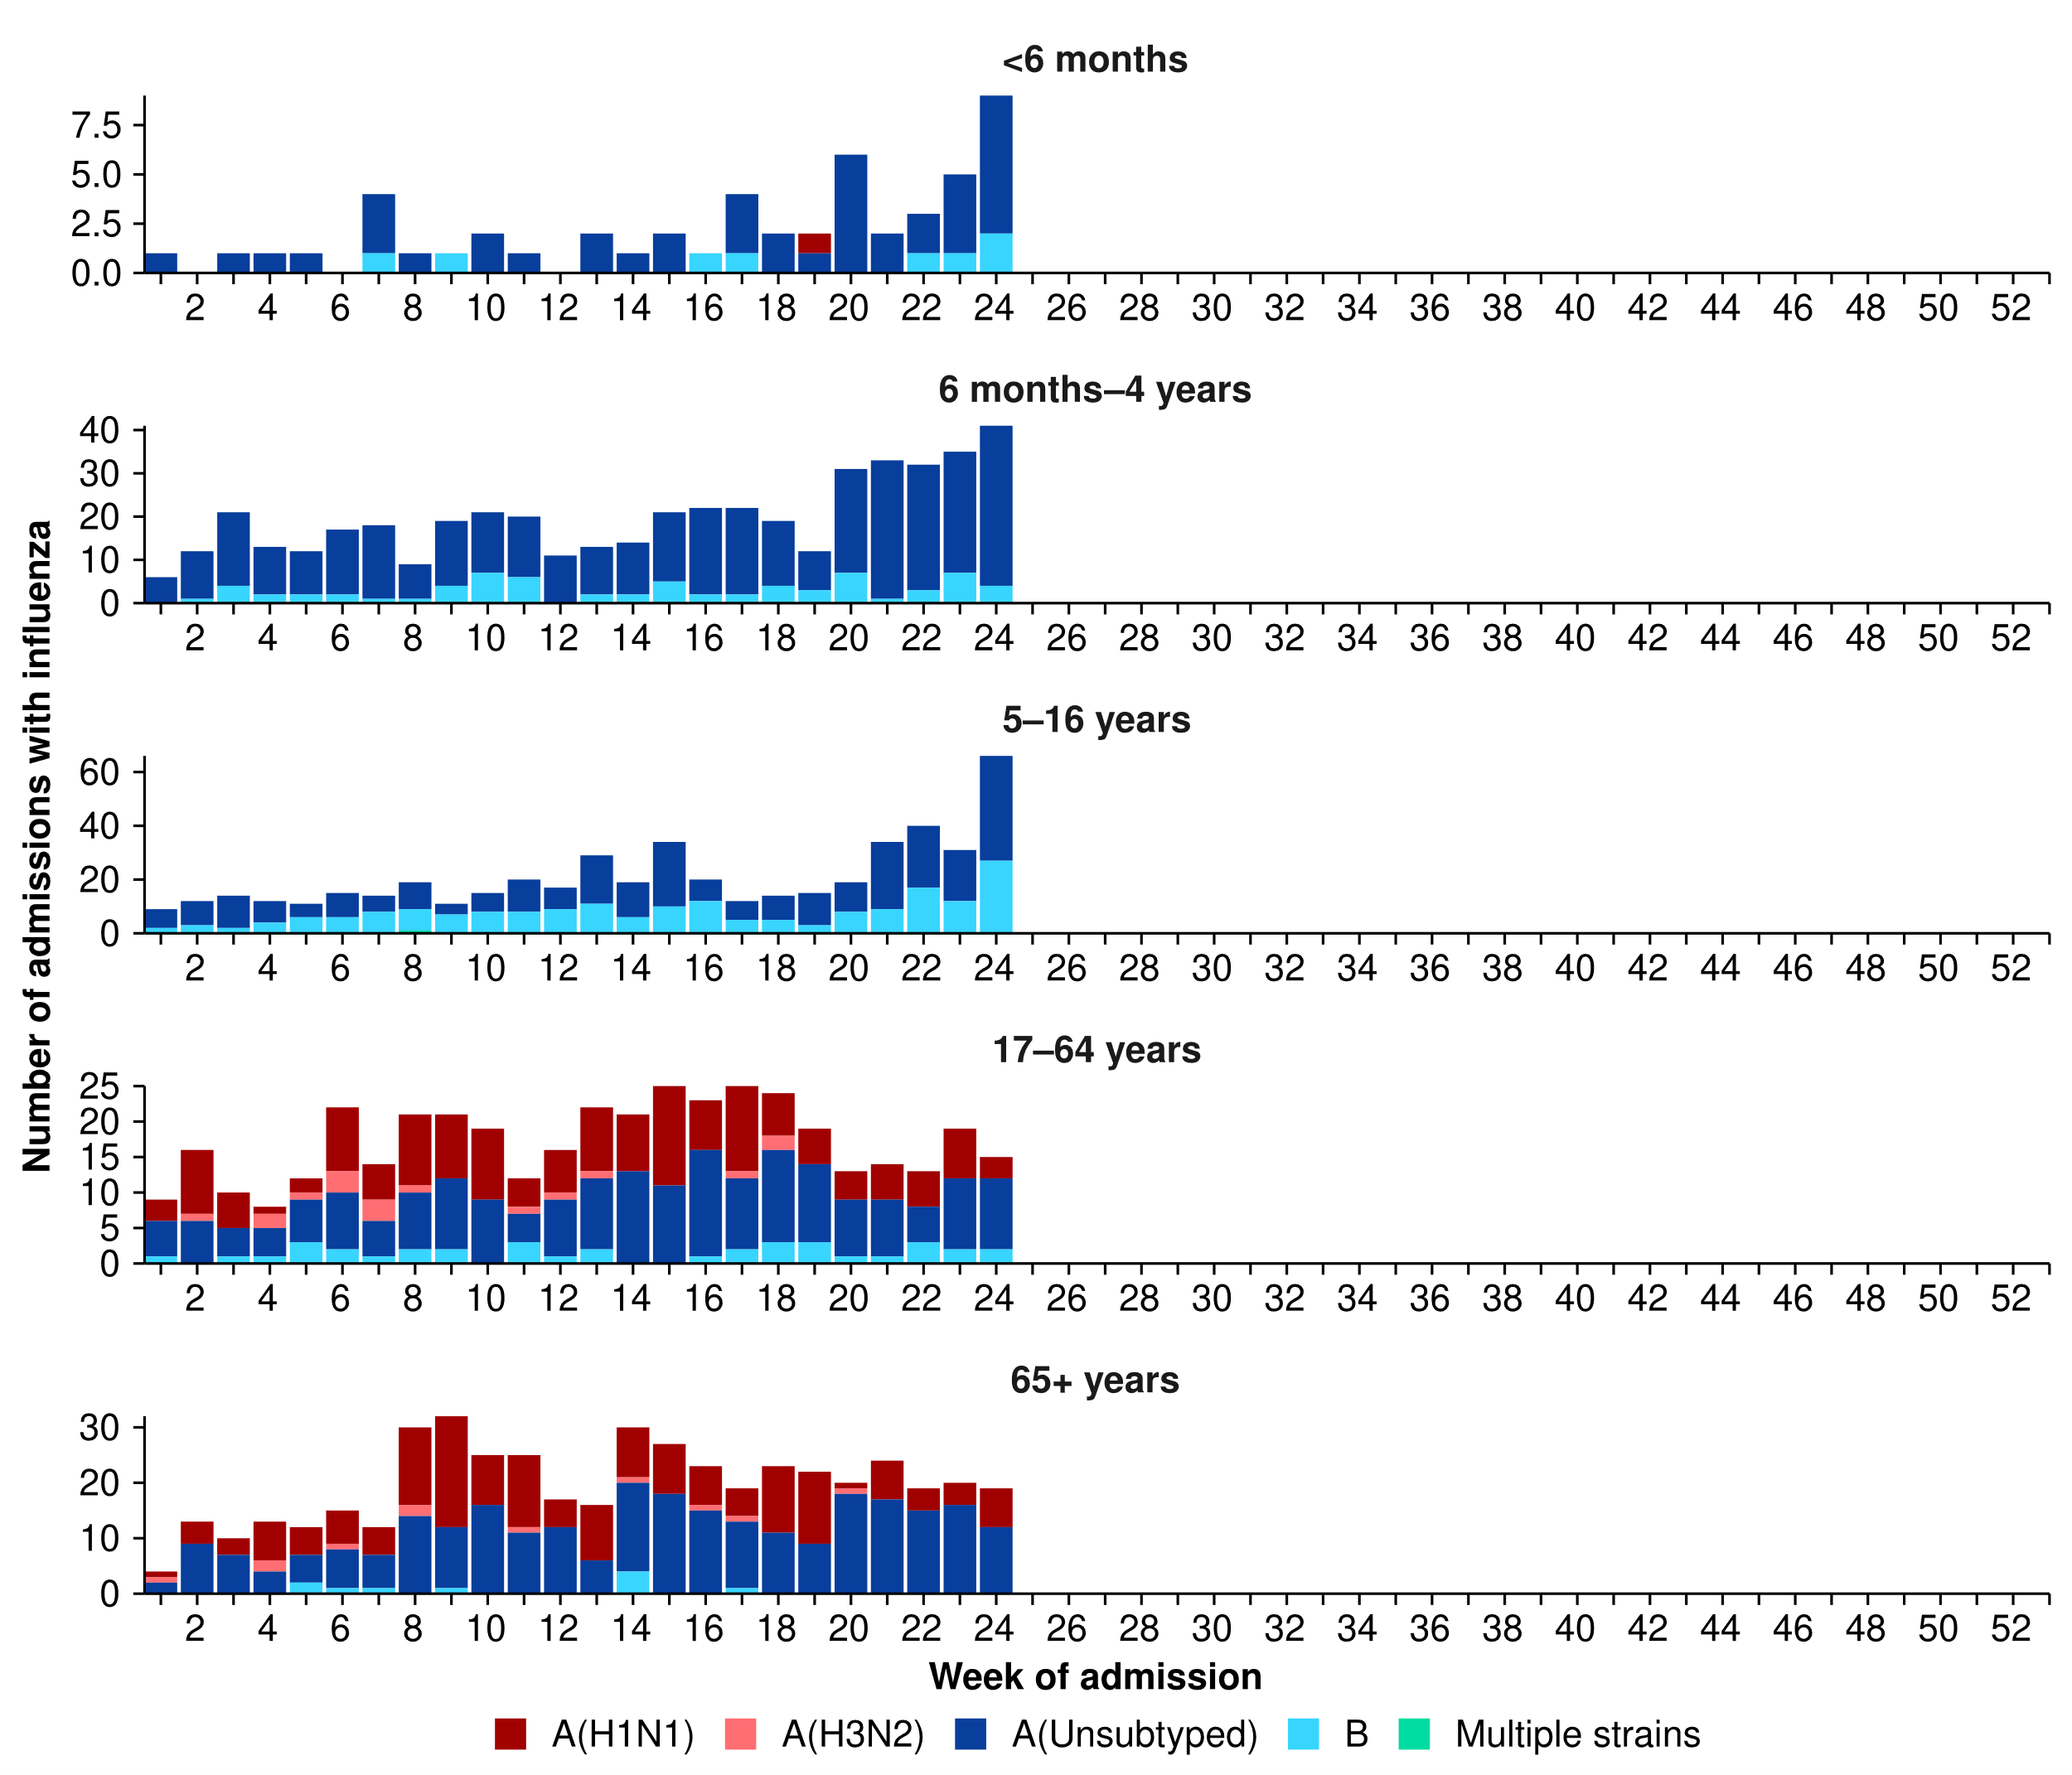 <6 months
7.5
5.0
2.5
0.0
2 4 6 8 10 12 14 16 18 20 22 24 26 28 30 32 34 36 38 40 42 44 46 48 50 52
6 months–4 years
40
30
20
10
0
2 4 6 8 10 12 14 16 18 20 22 24 26 28 30 32 34 36 38 40 42 44 46 48 50 52
5–16 years
60
40
20
0
2 4 6 8 10 12 14 16 18 20 22 24 26 28 30 32 34 36 38 40 42 44 46 48 50 52
17–64 years
25
20
15
10
5
0
2 4 6 8 10 12 14 16 18 20 22 24 26 28 30 32 34 36 38 40 42 44 46 48 50 52
65+ years
30
20
10
0
2 4 6 8 10 12 14 16 18 20 22 24 26 28 30 32 34 36 38 40 42 44 46 48 50 52
Number of admissions with influenza
Week of admission
A(H1N1) A(H3N2) A(Unsubtyped) B Multiple strains